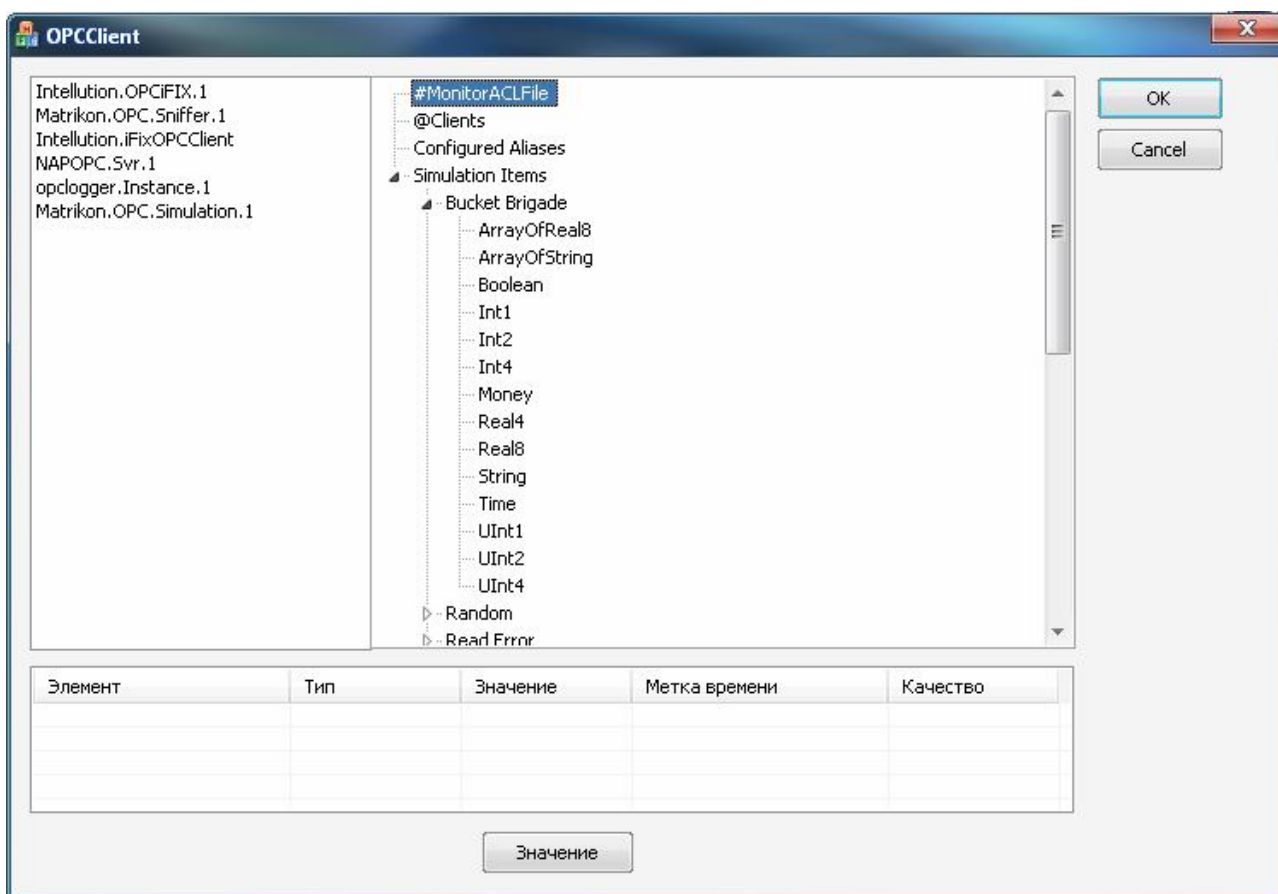 OPCClient
Intellution.OPCiFIX.1
Matrikon.OPC.Sniffer.1
Intellution.iFixOPCClient
NAPOPC.Svr.1
opclogger.Instance.1
Matrikon.OPC.Simulation.1
#MonitorACLFile
@Clients
Configured Aliases
Simulation Items
Bucket Brigade
ArrayOfReal8
ArrayOfString
Boolean
Int1
Int2
Int4
Money
Real4
Real8
String
Time
UInt1
UInt2
UInt4
Random
Read Error
OK
Cancel
Элемент Тип Значение Метка времени Качество
Значение